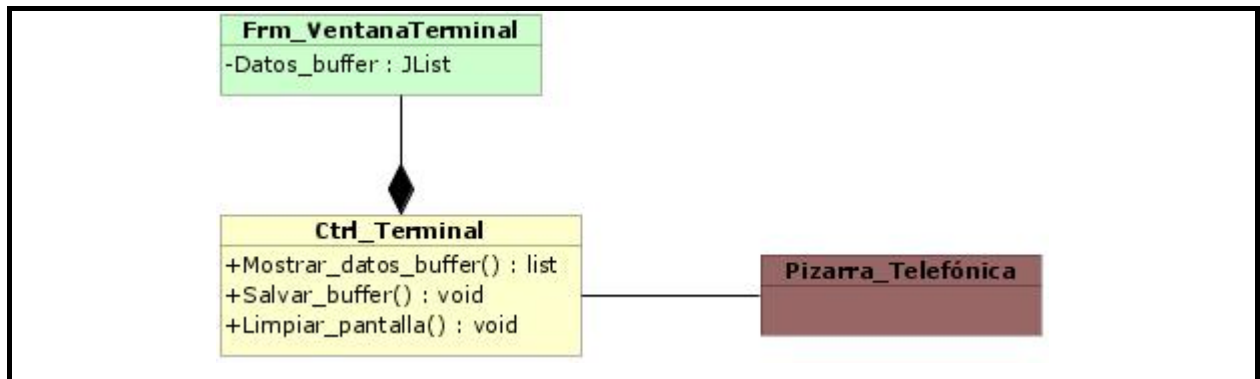 Frm_VentanaTerminal
-Datos_buffer : JList
Ctrl_Terminal
+Mostrar_datos_buffer() : list
+Salvar_buffer() : void
+Limpiar_pantalla() : void
Pizarra_Telefónica